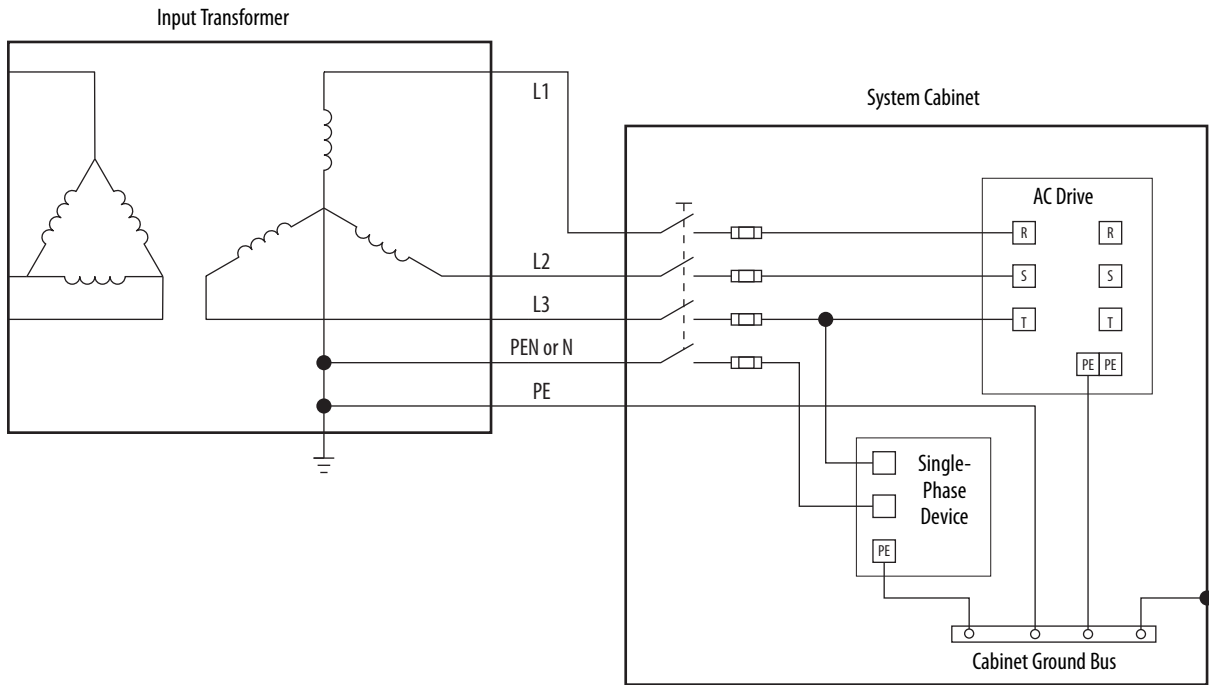 Input Transformer
L1
System Cabinet
AC Drive
R R
L2
S S
L3
T T
PEN or N
PE PE
PE
Single-
Phase
Device
PE
Cabinet Ground Bus